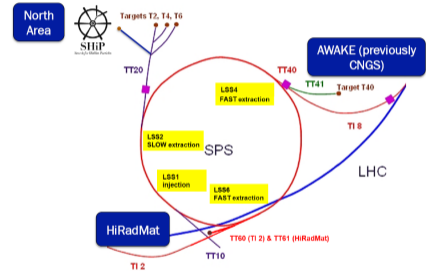 North
Area
Targets T2, T4, T6
SHiP
AWAKE (previously
CNGS)
TT20
TT40
TT41
Target T40
LSS4
FAST extraction
TI 8
LSS2
SLOW extraction
SPS
LHC
LSS1
injection
LSS6
FAST extraction
HiRadMat
TT60 (TI 2) & TT61 (HiRadMat)
TT10
TI 2